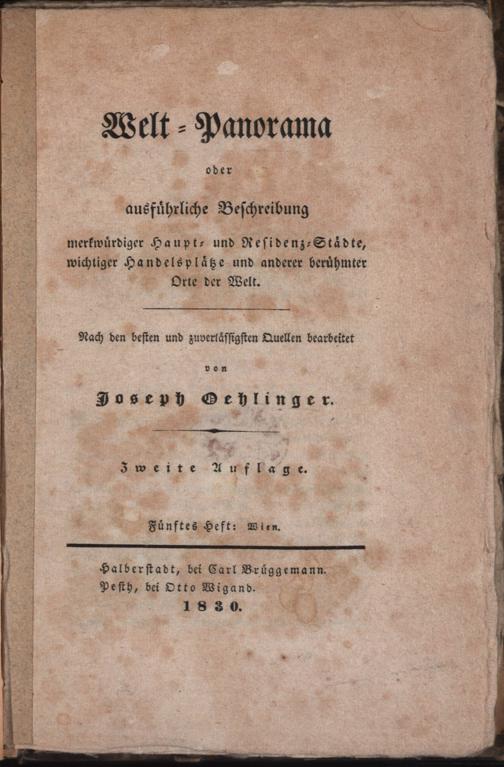 Welt=Panorama
oder
ausführliche Beschreibung
merkwürdiger Haupt= und Residenz=Städte,
wichtiger Handelsplätze und anderer berühmter
Orte der Welt.
Nach den besten und zuverlässigsten Quellen bearbeitet
von
Joseph Oehlinger.
Zweite Auflage.
Fünftes Heft: Wien.
Halberstadt, bei Carl Brüggemann.
Pesth, bei Otto Wigand.
1830.